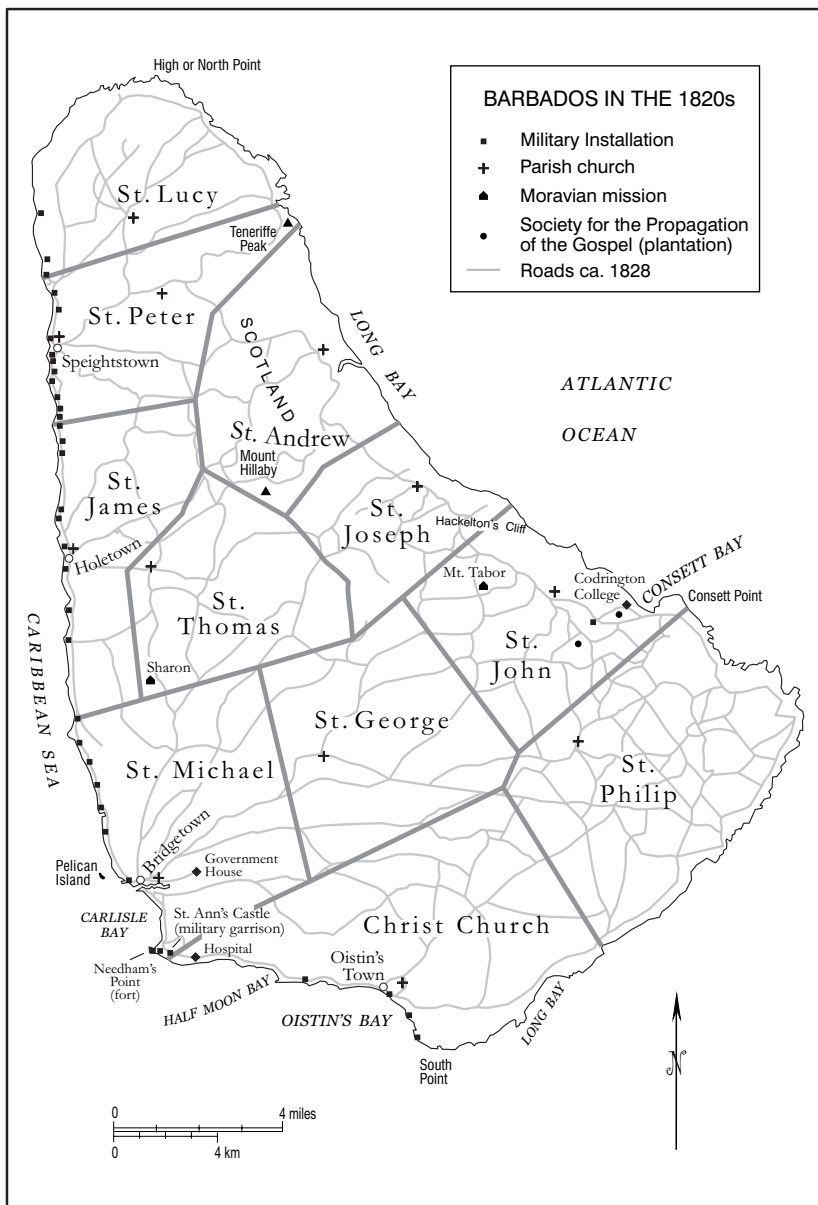 High or North Point
BARBADOS IN THE 1820s
Military Installation
Parish church
Moravian mission
Society for the Propagation
of the Gospel (plantation)
Roads ca. 1828
St. Lucy
Teneriffe
Peak
St. Peter
SCOTLAND
LONG BAY
Speightstown
ATLANTIC
OCEAN
St. Andrew
Mount
Hillaby
St.
James
St.
Joseph
Hackelton's Cliff
Holetown
Mt. Tabor
Codrington
College
CONSETT BAY
Consett Point
St.
Thomas
CARIBBEAN SEA
Sharon
St.
John
St. George
St. Michael
St.
Philip
Bridgetown
Pelican
Island
Government
House
CARLISLE
BAY
St. Ann's Castle
(military garrison)
Christ Church
Hospital
Needham's
Point
(fort)
Oistin's
Town
HALF MOON BAY
OISTIN'S BAY
LONG BAY
South
Point
N
0
4 miles
0
4 km